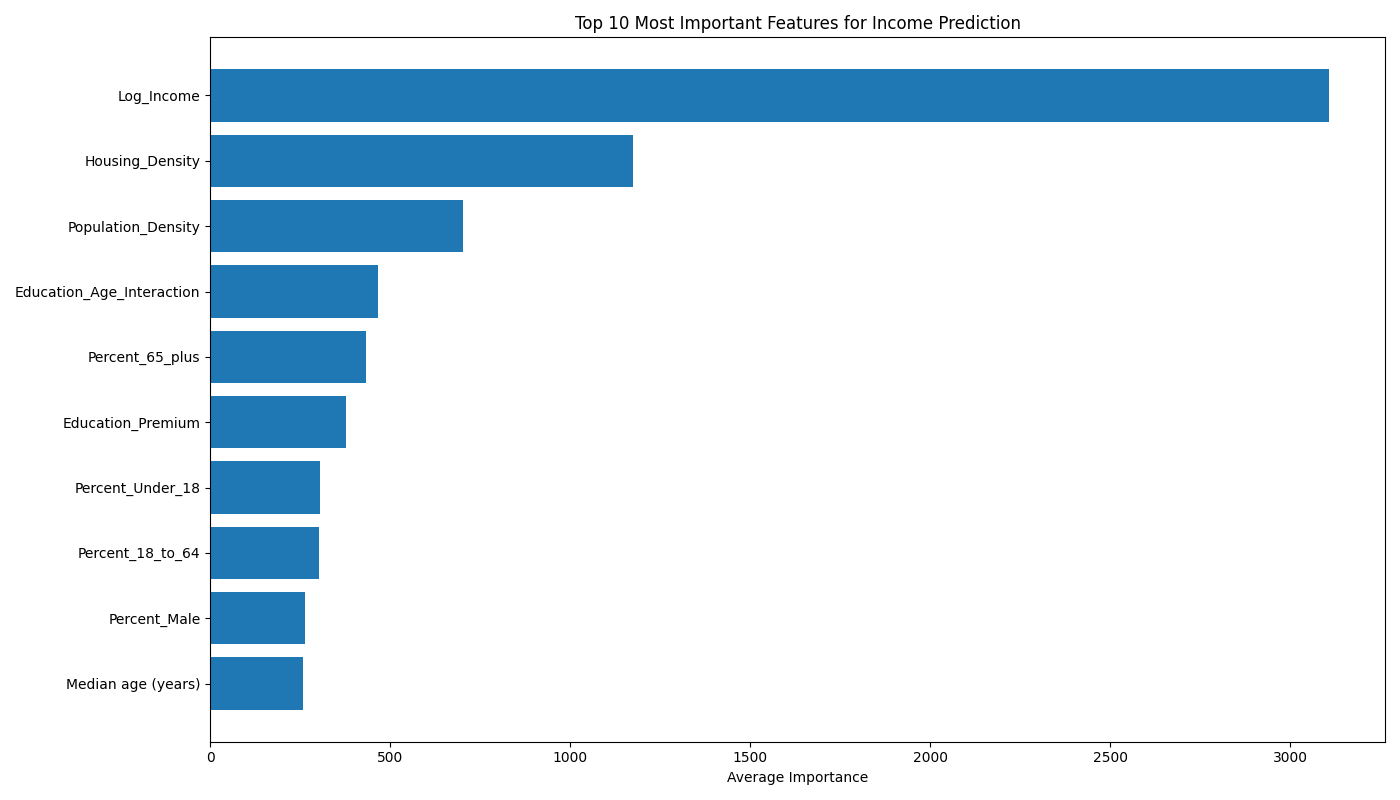 Top 10 Most Important Features for Income Prediction
Log_Income
Housing_Density
Population_Density
Education_Age_Interaction
Percent_65_plus
Education_Premium
Percent_Under_18
Percent_18_to_64
Percent_Male
Median age (years)
0 500 1000 1500 2000 2500 3000
Average Importance